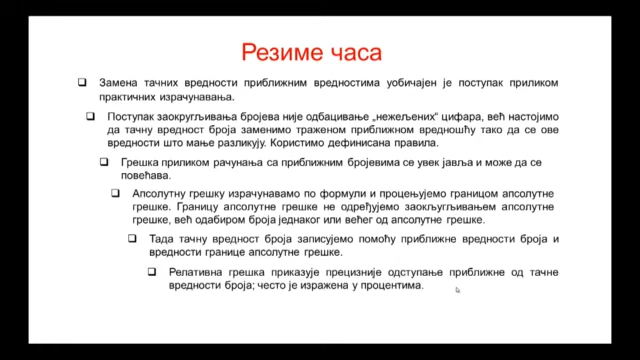 Резиме часа
Замена тачних вредности приближним вредностима уобичајен је поступак приликом
практичних израчунавања.
Поступак заокругљивања бројева није одбацивање „нежељених“ цифара, већ настојимо
да тачну вредност броја заменимо траженом приближном вредношћу тако да се ове
вредности што мање разликују. Користимо дефинисана правила.
Грешка приликом рачунања са приближним бројевима се увек јавља и може да се
повећава.
Апсолутну грешку израчунавамо по формули и процењујемо границом апсолутне
грешке. Границу апсолутне грешке не одређујемо заокљугљивањем апсолутне
грешке, већ одабиром броја једнаког или већег од апсолутне грешке.
Тада тачну вредност броја записујемо помоћу приближне вредности броја и
вредности границе апсолутне грешке.
Релативна грешка приказује прецизније одступање приближне од тачне
вредности броја; често је изражена у процентима.